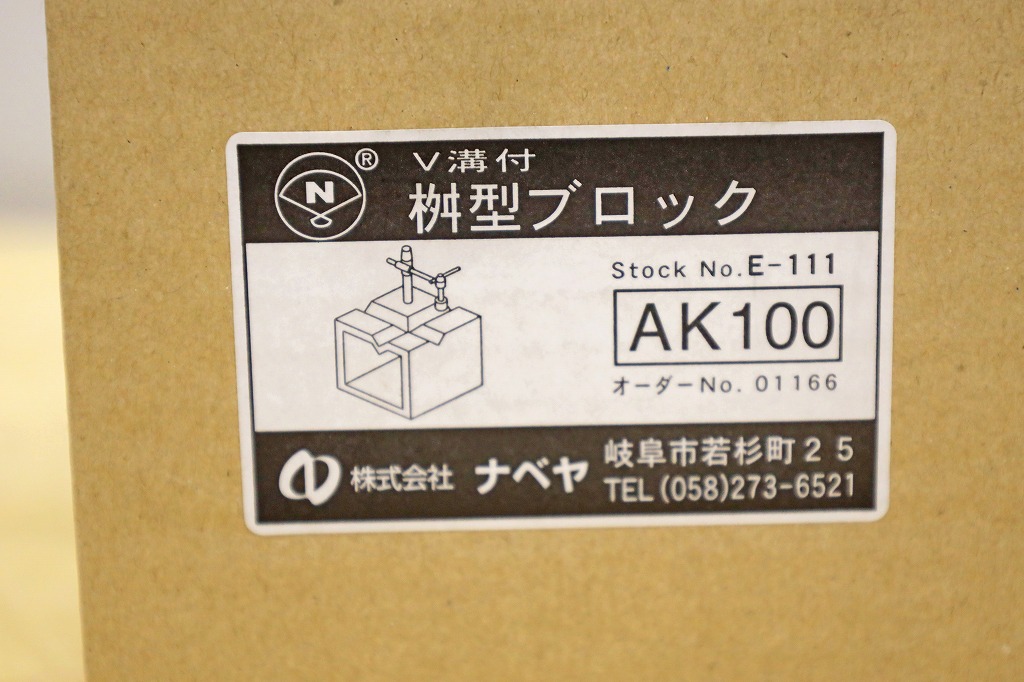 N ®
V溝付
桝型ブロック
Stock No. E-111
AK100
オーダーNo. 01166
株式会社 ナベヤ
岐阜市若杉町25
TEL(058)273-6521